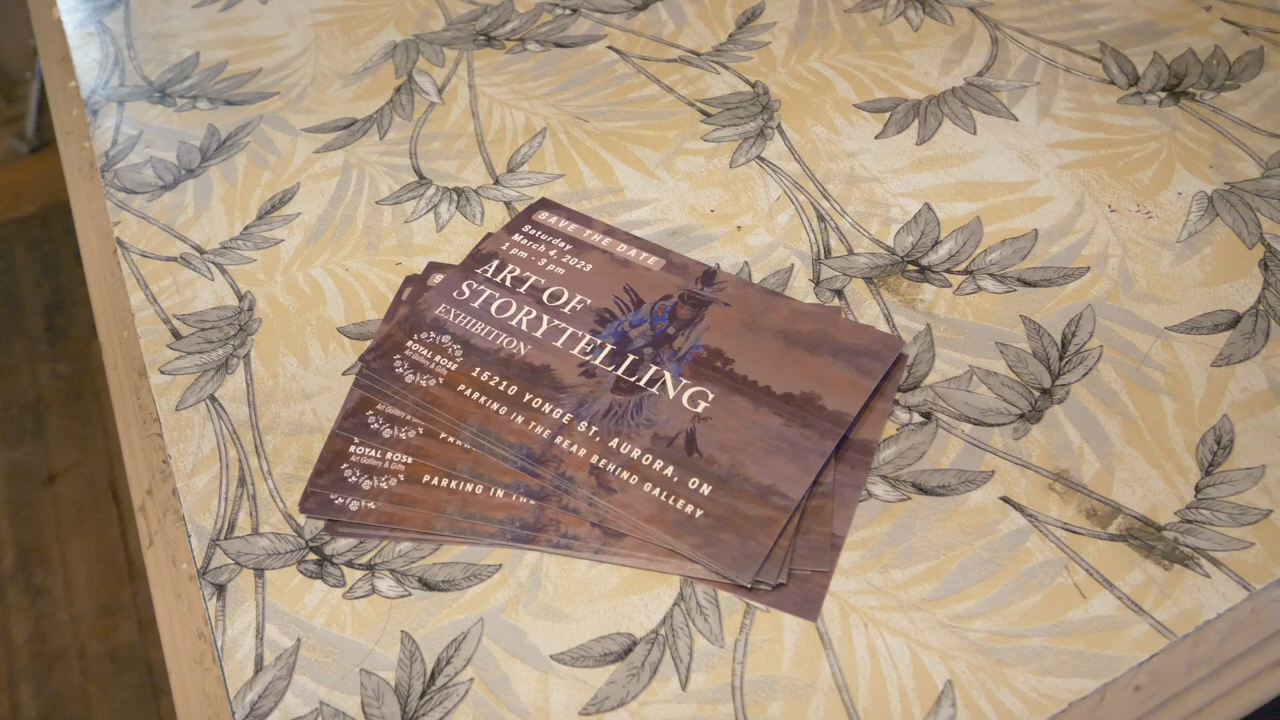 SAVE THE DATE
Saturday
March 4, 2023
1 pm - 3 pm
ART OF
STORYTELLING
EXHIBITION
ROYAL ROSE
Art Gallery & Gifts
15210 YONGE ST, AURORA, ON
PARKING IN THE REAR BEHIND GALLERY
Art Gallery &
ROYAL ROSE
Art Gallery & Gifts
PARKING IN